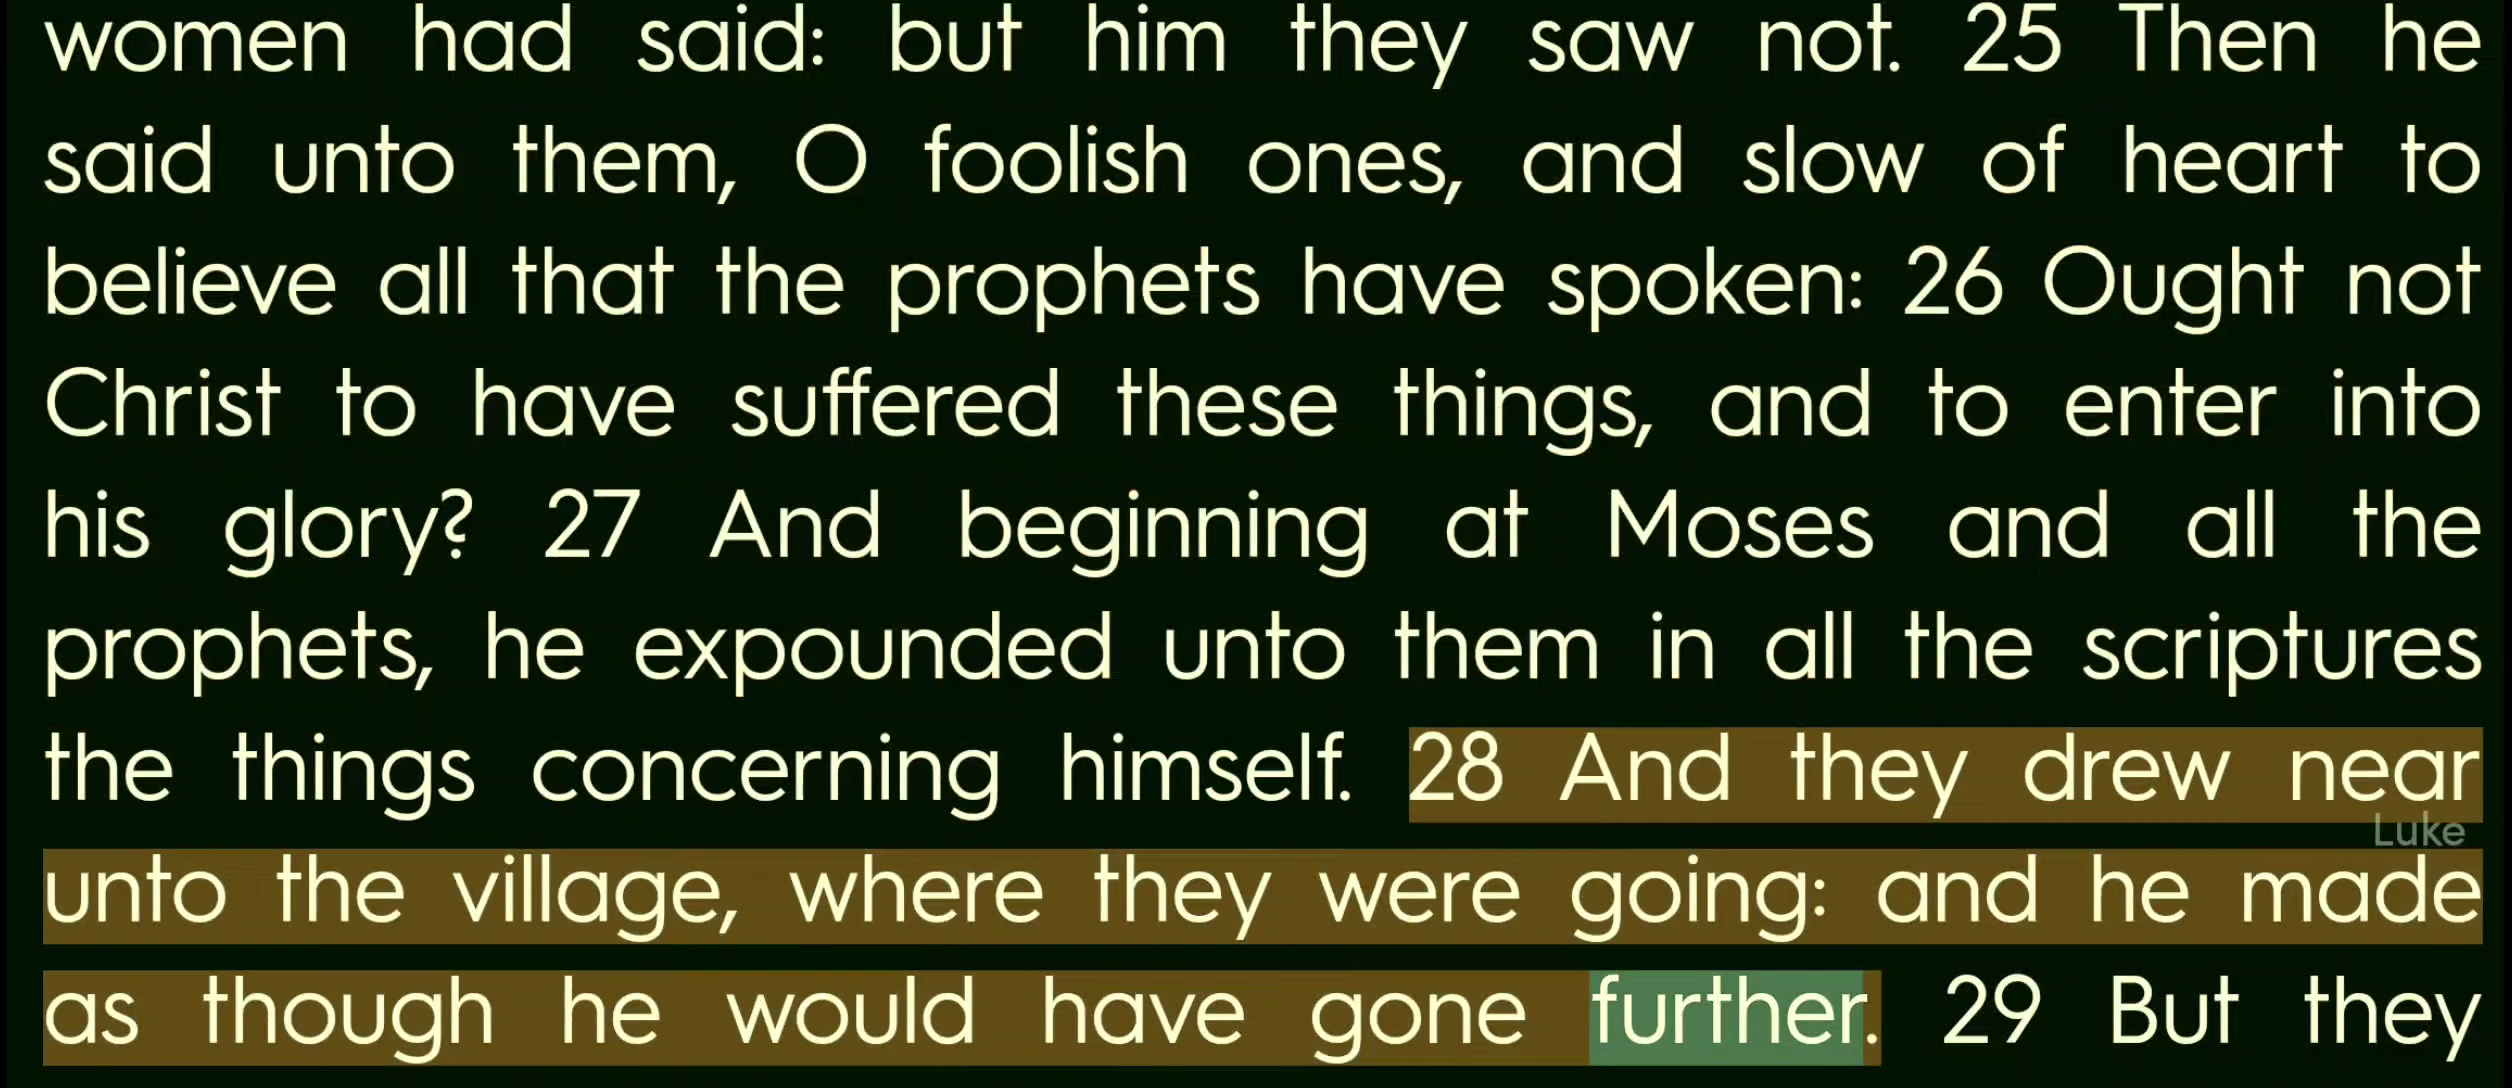 women had said: but him they saw not. 25 Then he
said unto them, O foolish ones, and slow of heart to
believe all that the prophets have spoken: 26 Ought not
Christ to have suffered these things, and to enter into
his glory? 27 And beginning at Moses and all the
prophets, he expounded unto them in all the scriptures
the things concerning himself. 28 And they drew near
Luke
unto the village, where they were going: and he made
as though he would have gone further. 29 But they